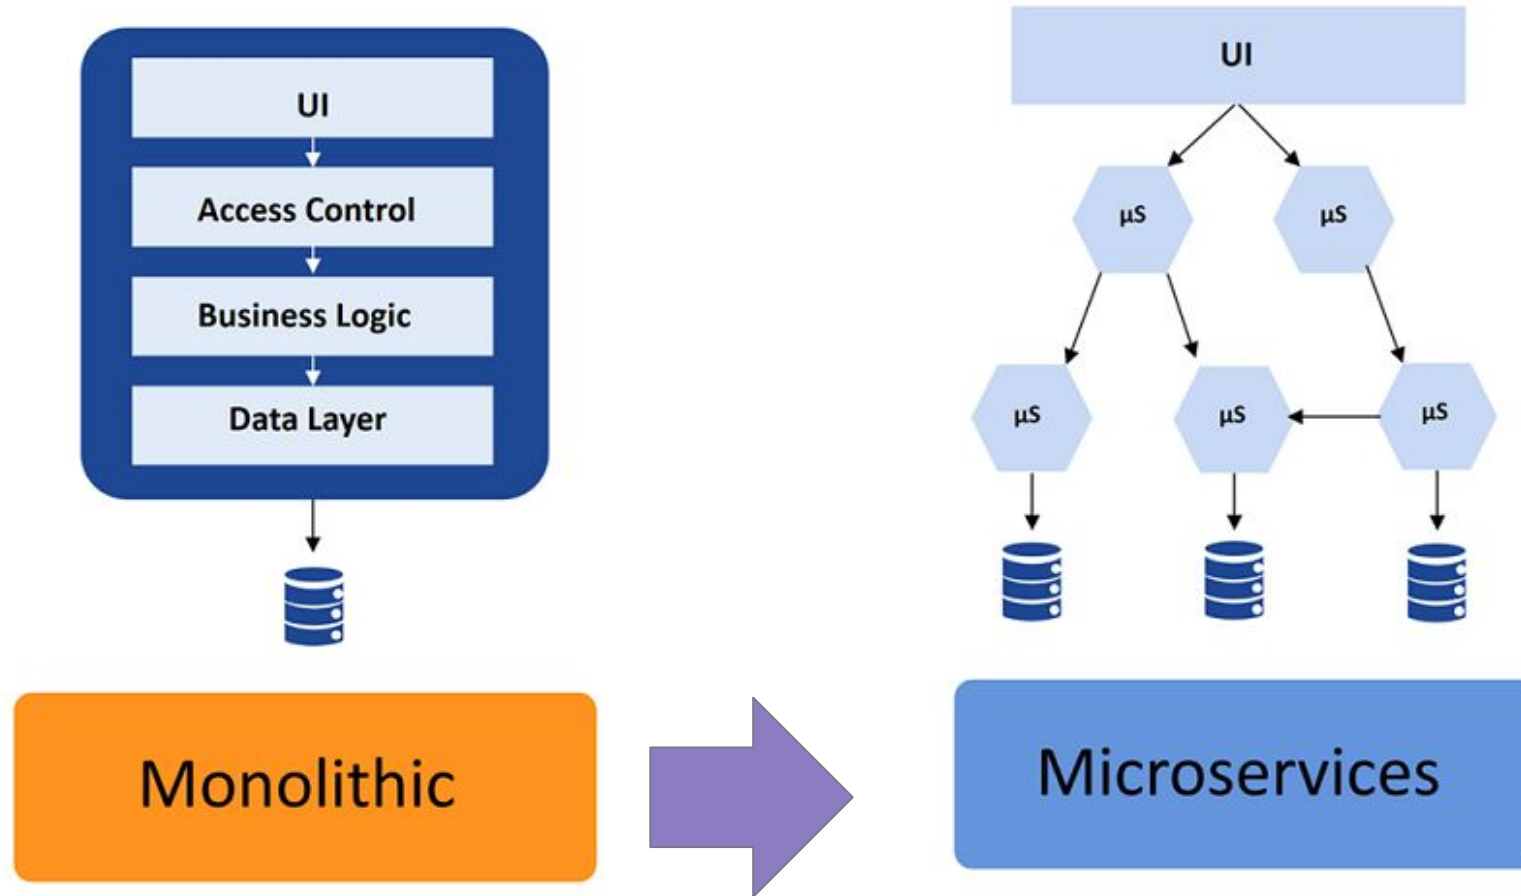 UI
Access Control
Business Logic
Data Layer
Monolithic
UI
μS
μS
μS
μS
μS
Microservices